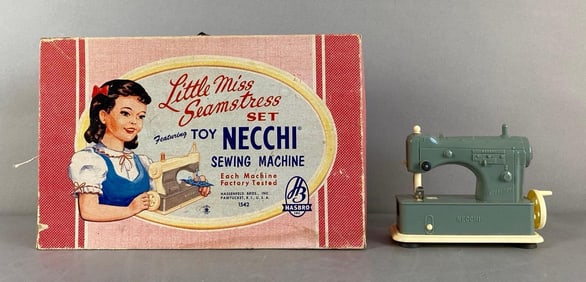 Little Miss
Seamstress
SET
Featuring TOY NECCHI
SEWING MACHINE
Each Machine
Factory Tested
HASSENFELD BROS., INC.
PAWTUCKET, R. I., U. S. A.
1542
HB
HASBRO
NECCHI